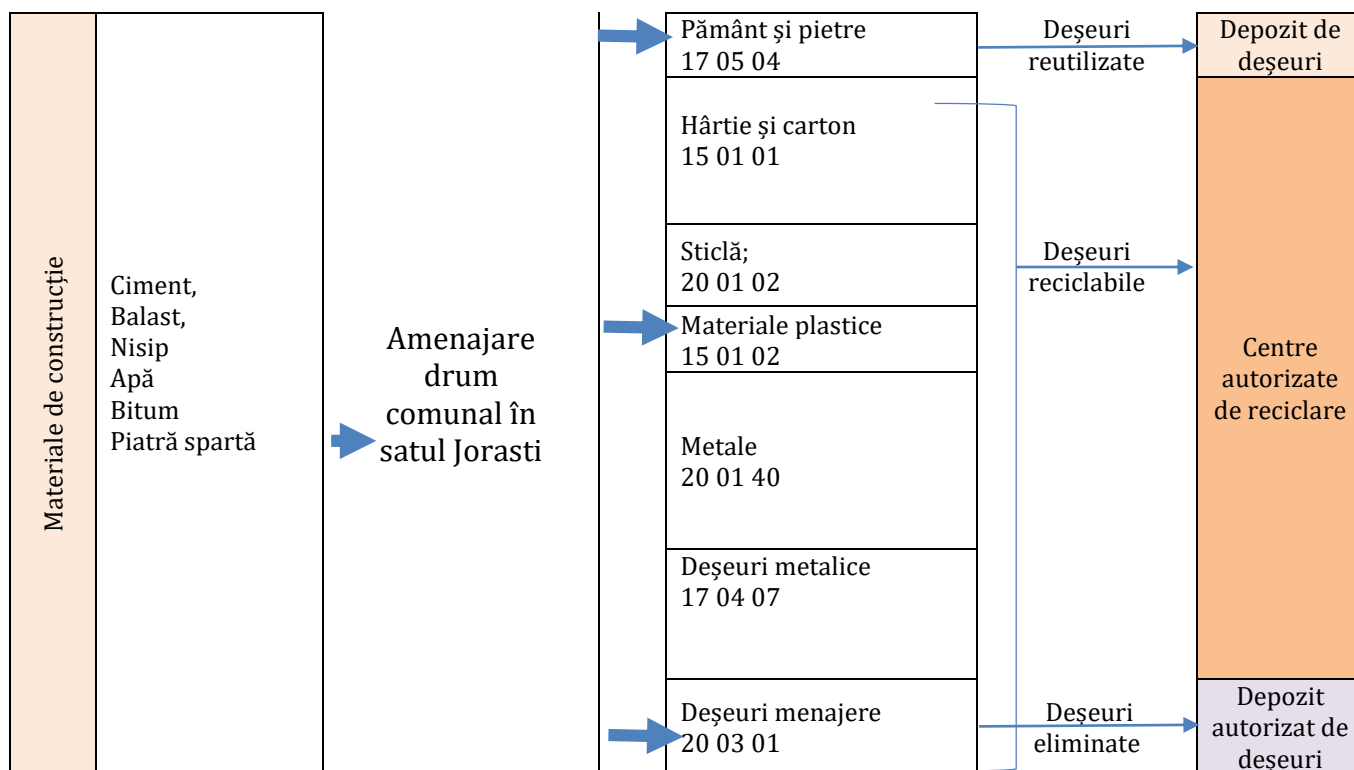 Materiale de construcție
Ciment,
Balast,
Nisip
Apă
Bitum
Piatră spartă
Amenajare
drum
comunal în
satul Jorasti
Pământ și pietre
17 05 04
Hârtie și carton
15 01 01
Sticlă;
20 01 02
Materiale plastice
15 01 02
Metale
20 01 40
Deșeuri metalice
17 04 07
Deșeuri menajere
20 03 01
Deșeuri
reutilizate
Deșeuri
reciclabile
Deșeuri
eliminate
Depozit de
deșeuri
Centre
autorizate
de reciclare
Depozit
autorizat de
deșeuri